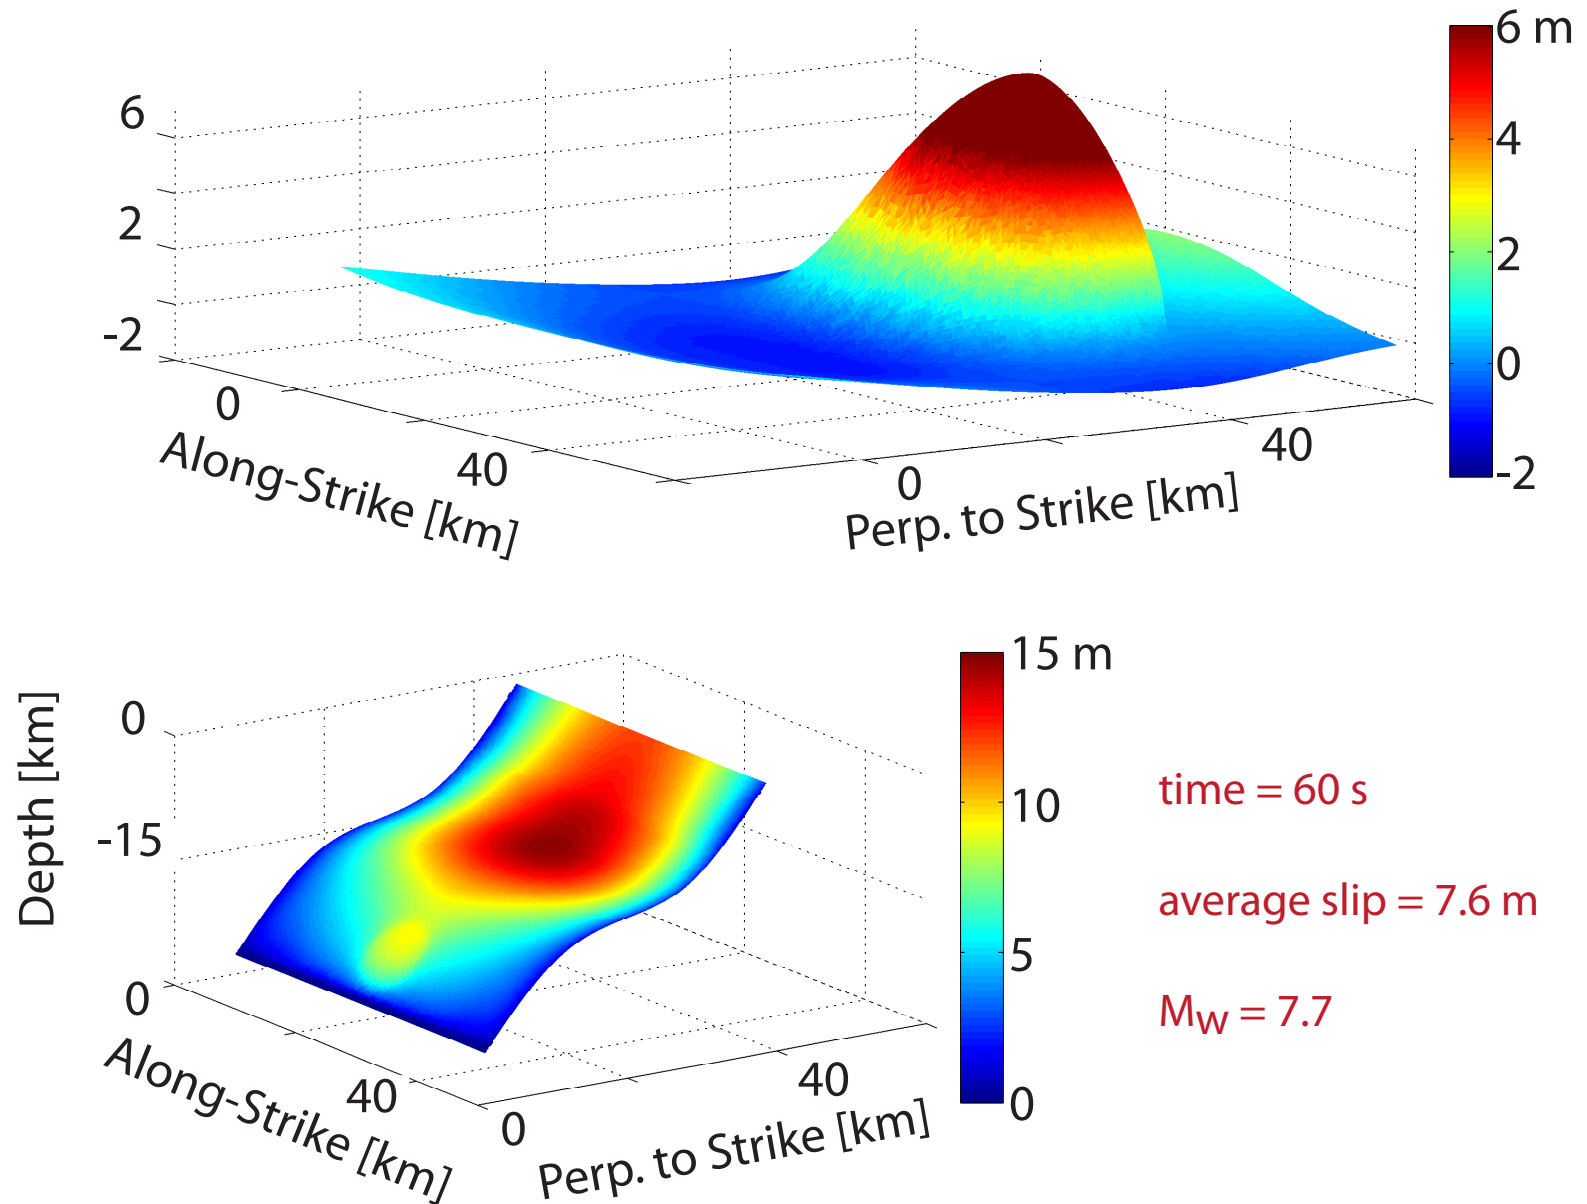 6 m
4
2
0
-2
6
2
-2
0
40
Along-Strike [km]
0
40
Perp. to Strike [km]
15 m
10
5
0
Depth [km]
0
-15
0
40
Along-Strike [km]
0
40
Perp. to Strike [km]
time = 60 s
average slip = 7.6 m
Mw = 7.7